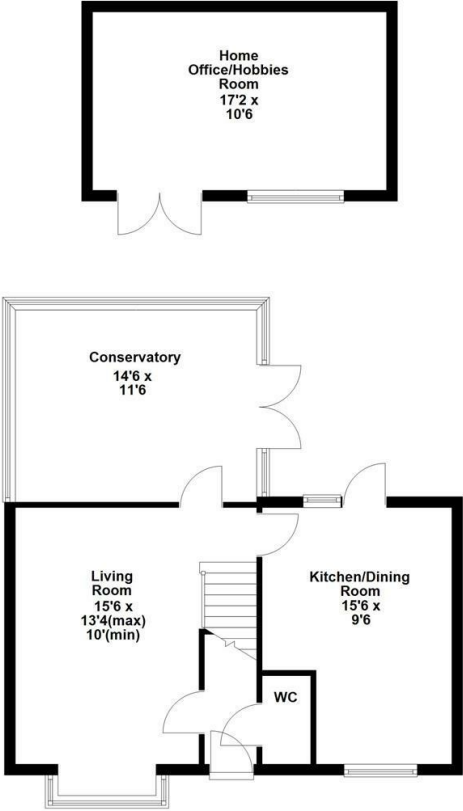 Home
Office/Hobbies
Room
17'2 x
10'6
Conservatory
14'6 x
11'6
Living
Room
15'6 x
13'4(max)
10'(min)
Kitchen/Dining
Room
15'6 x
9'6
WC